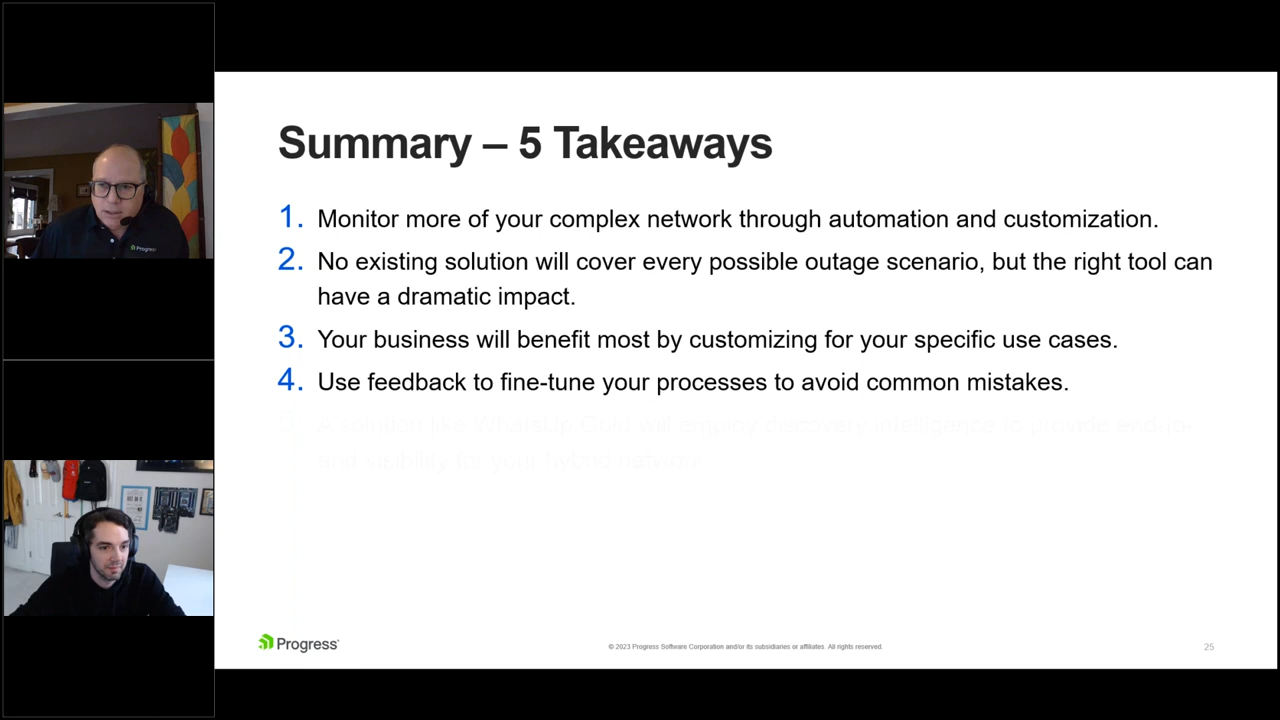 Summary – 5 Takeaways
1. Monitor more of your complex network through automation and customization.
2. No existing solution will cover every possible outage scenario, but the right tool can
have a dramatic impact.
3. Your business will benefit most by customizing for your specific use cases.
4. Use feedback to fine-tune your processes to avoid common mistakes.
5. A solution like WhatsUp Gold will employ discovery intelligence to provide end-to-
end visibility for your hybrid network.
Progress
© 2023 Progress Software Corporation and/or its subsidiaries or affiliates. All rights reserved.
25
Progress